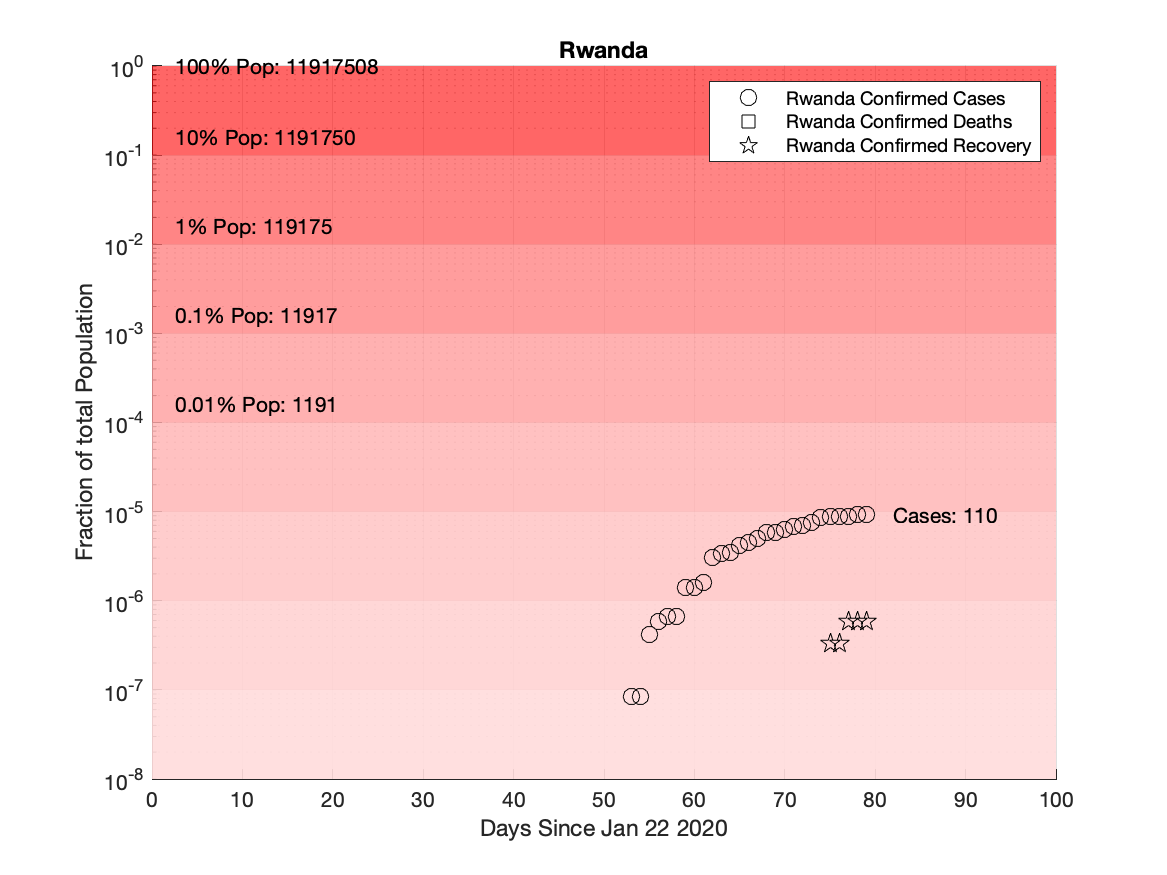 Rwanda
10⁰
100% Pop: 11917508
Rwanda Confirmed Cases
Rwanda Confirmed Deaths
10% Pop: 1191750
Rwanda Confirmed Recovery
10⁻¹
1% Pop: 119175
10⁻²
0.1% Pop: 11917
10⁻³
0.01% Pop: 1191
10⁻⁴
Fraction of total Population
10⁻⁵
Cases: 110
10⁻⁶
10⁻⁷
10⁻⁸
0 10 20 30 40 50 60 70 80 90 100
Days Since Jan 22 2020